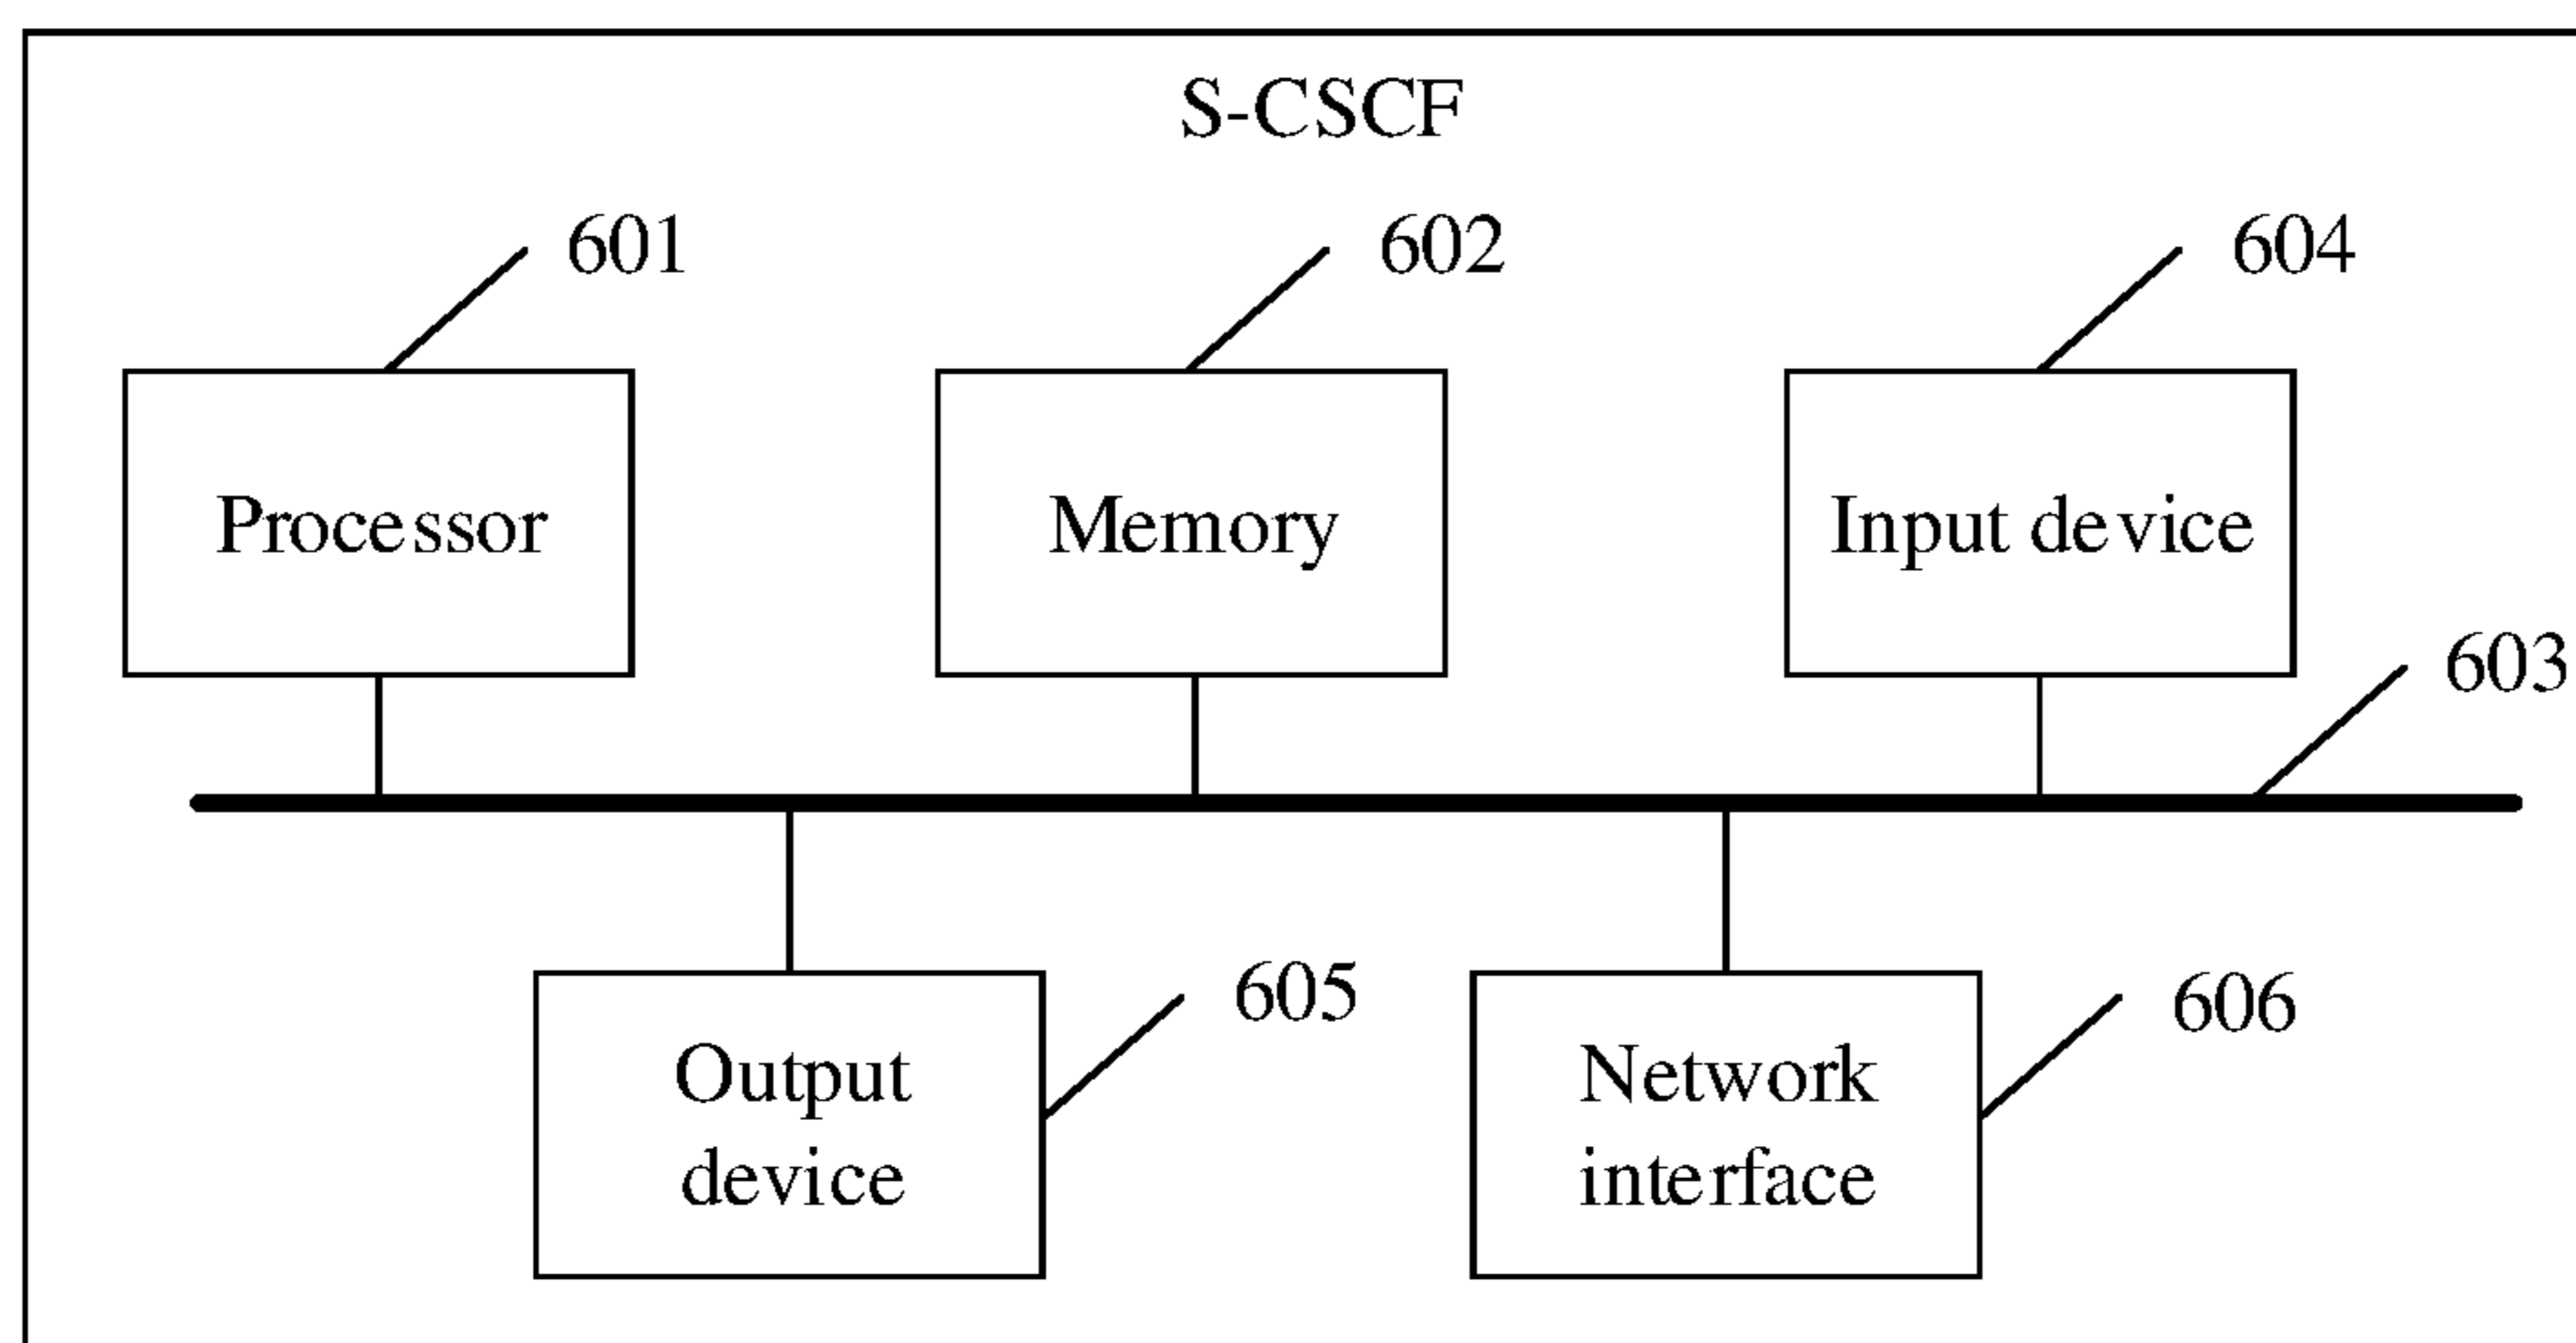 S-CSCF
601
602
604
Processor
Memory
Input device
603
605
606
Output
device
Network
interface